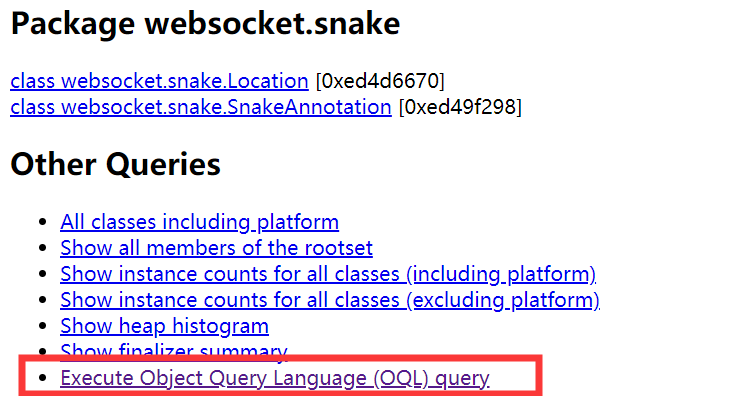 Package websocket.snake
class websocket.snake.Location [0xed4d6670]
class websocket.snake.SnakeAnnotation [0xed49f298]
Other Queries
• All classes including platform
• Show all members of the rootset
• Show instance counts for all classes (including platform)
• Show instance counts for all classes (excluding platform)
• Show heap histogram
• Show finalizer summary
• Execute Object Query Language (OQL) query